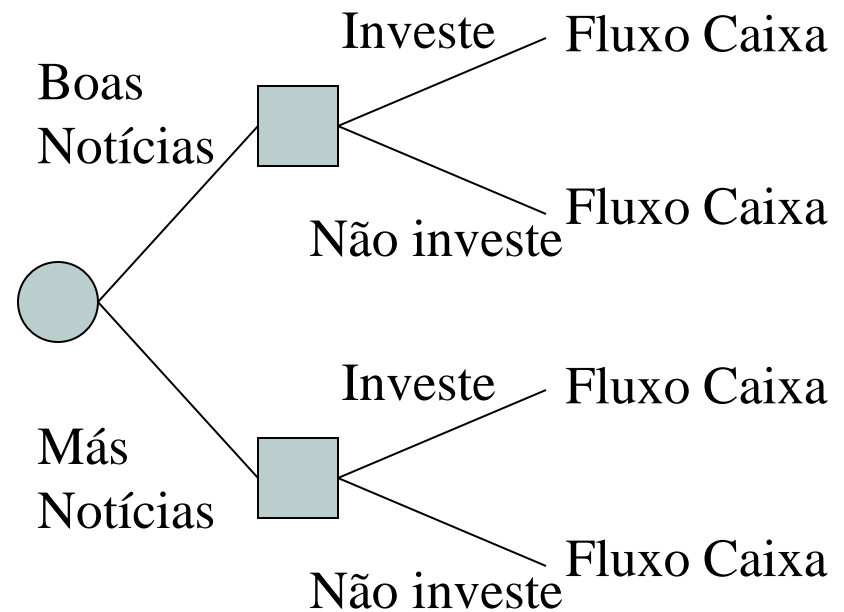 Investe
Fluxo Caixa
Boas
Notícias
Fluxo Caixa
Não investe
Investe
Fluxo Caixa
Más
Notícias
Fluxo Caixa
Não investe